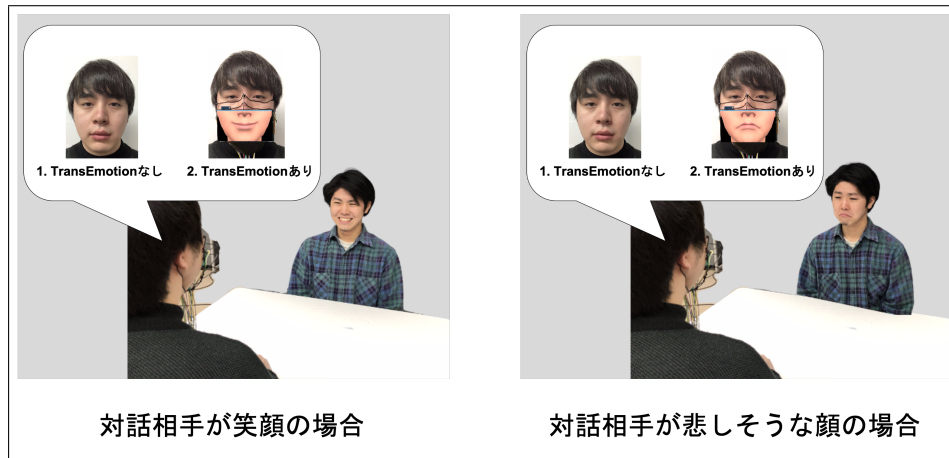 1. TransEmotionなし
2. TransEmotionあり
1. TransEmotionなし
2. TransEmotionあり
対話相手が笑顔の場合
対話相手が悲しそうな顔の場合